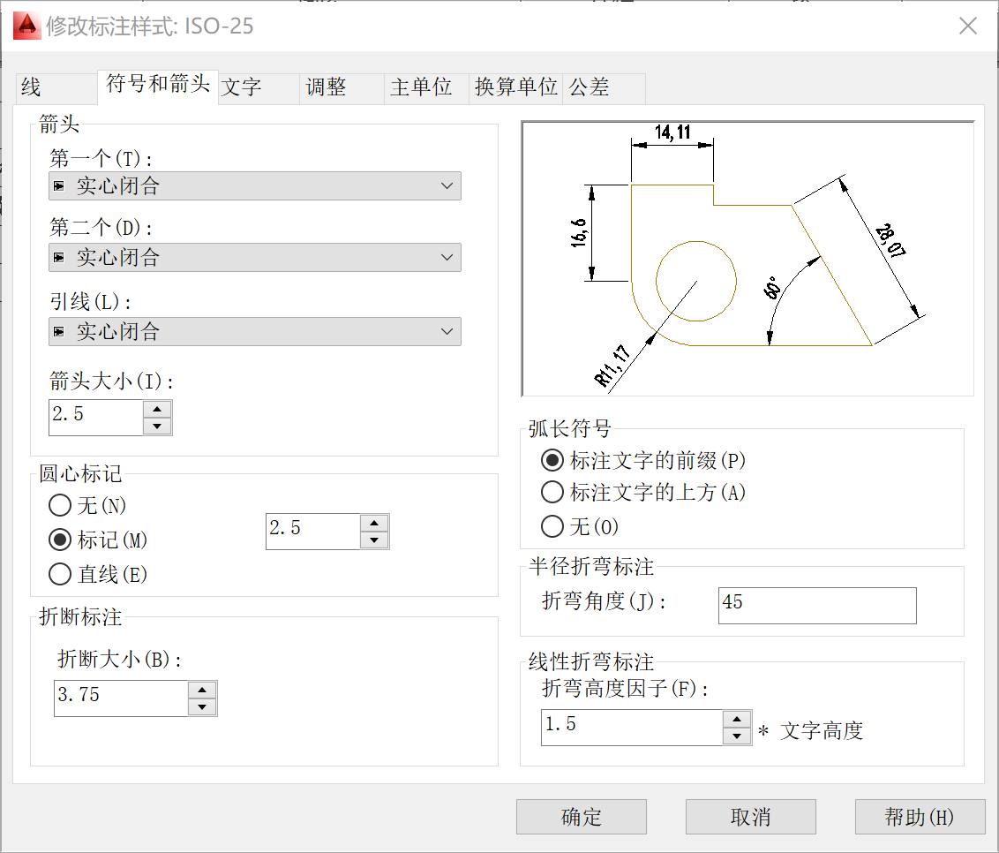 修改标注样式: ISO-25
线 符号和箭头 文字 调整 主单位 换算单位 公差
箭头
第一个(T):
实心闭合
第二个(D):
实心闭合
引线(L):
实心闭合
箭头大小(I):
2.5
圆心标记
无(N)
标记(M)
2.5
直线(E)
折断标注
折断大小(B):
3.75
14,11
16,6
28,07
60°
R11,17
弧长符号
标注文字的前缀(P)
标注文字的上方(A)
无(O)
半径折弯标注
折弯角度(J):
45
线性折弯标注
折弯高度因子(F):
1.5
* 文字高度
确定 取消 帮助(H)